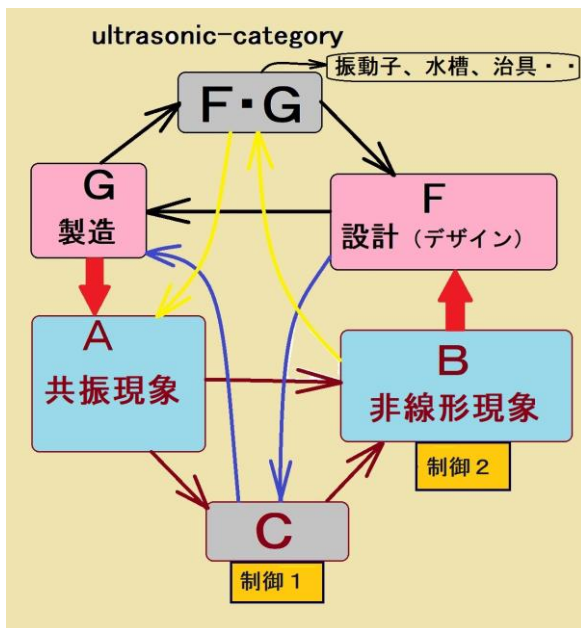 ultrasonic-category
振動子、水槽、治具・・
F・G
G
製造
F
設計（デザイン）
A
共振現象
B
非線形現象
制御２
C
制御１